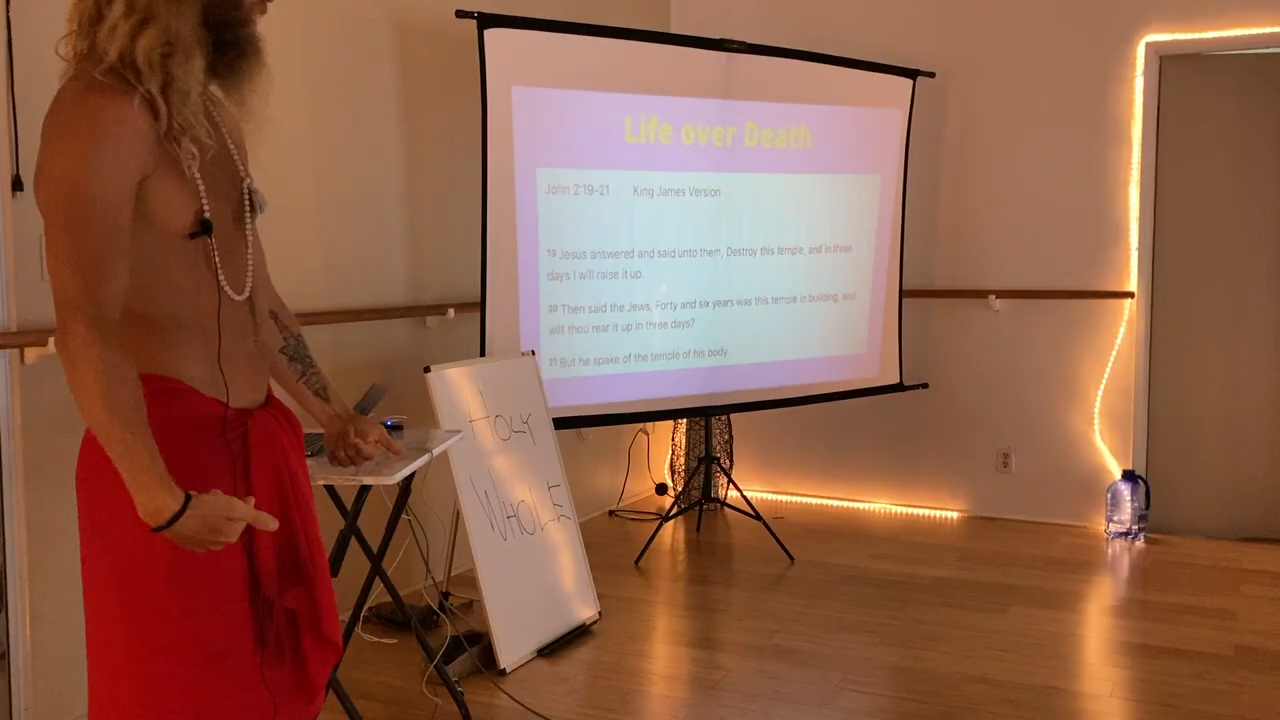 Life over Death
John 2:19-21 King James Version
19 Jesus answered and said unto them, Destroy this temple, and in three
days I will raise it up.
20 Then said the Jews, Forty and six years was this temple in building, and
wilt thou rear it up in three days?
21 But he spake of the temple of his body.
HOLY
WHOLE